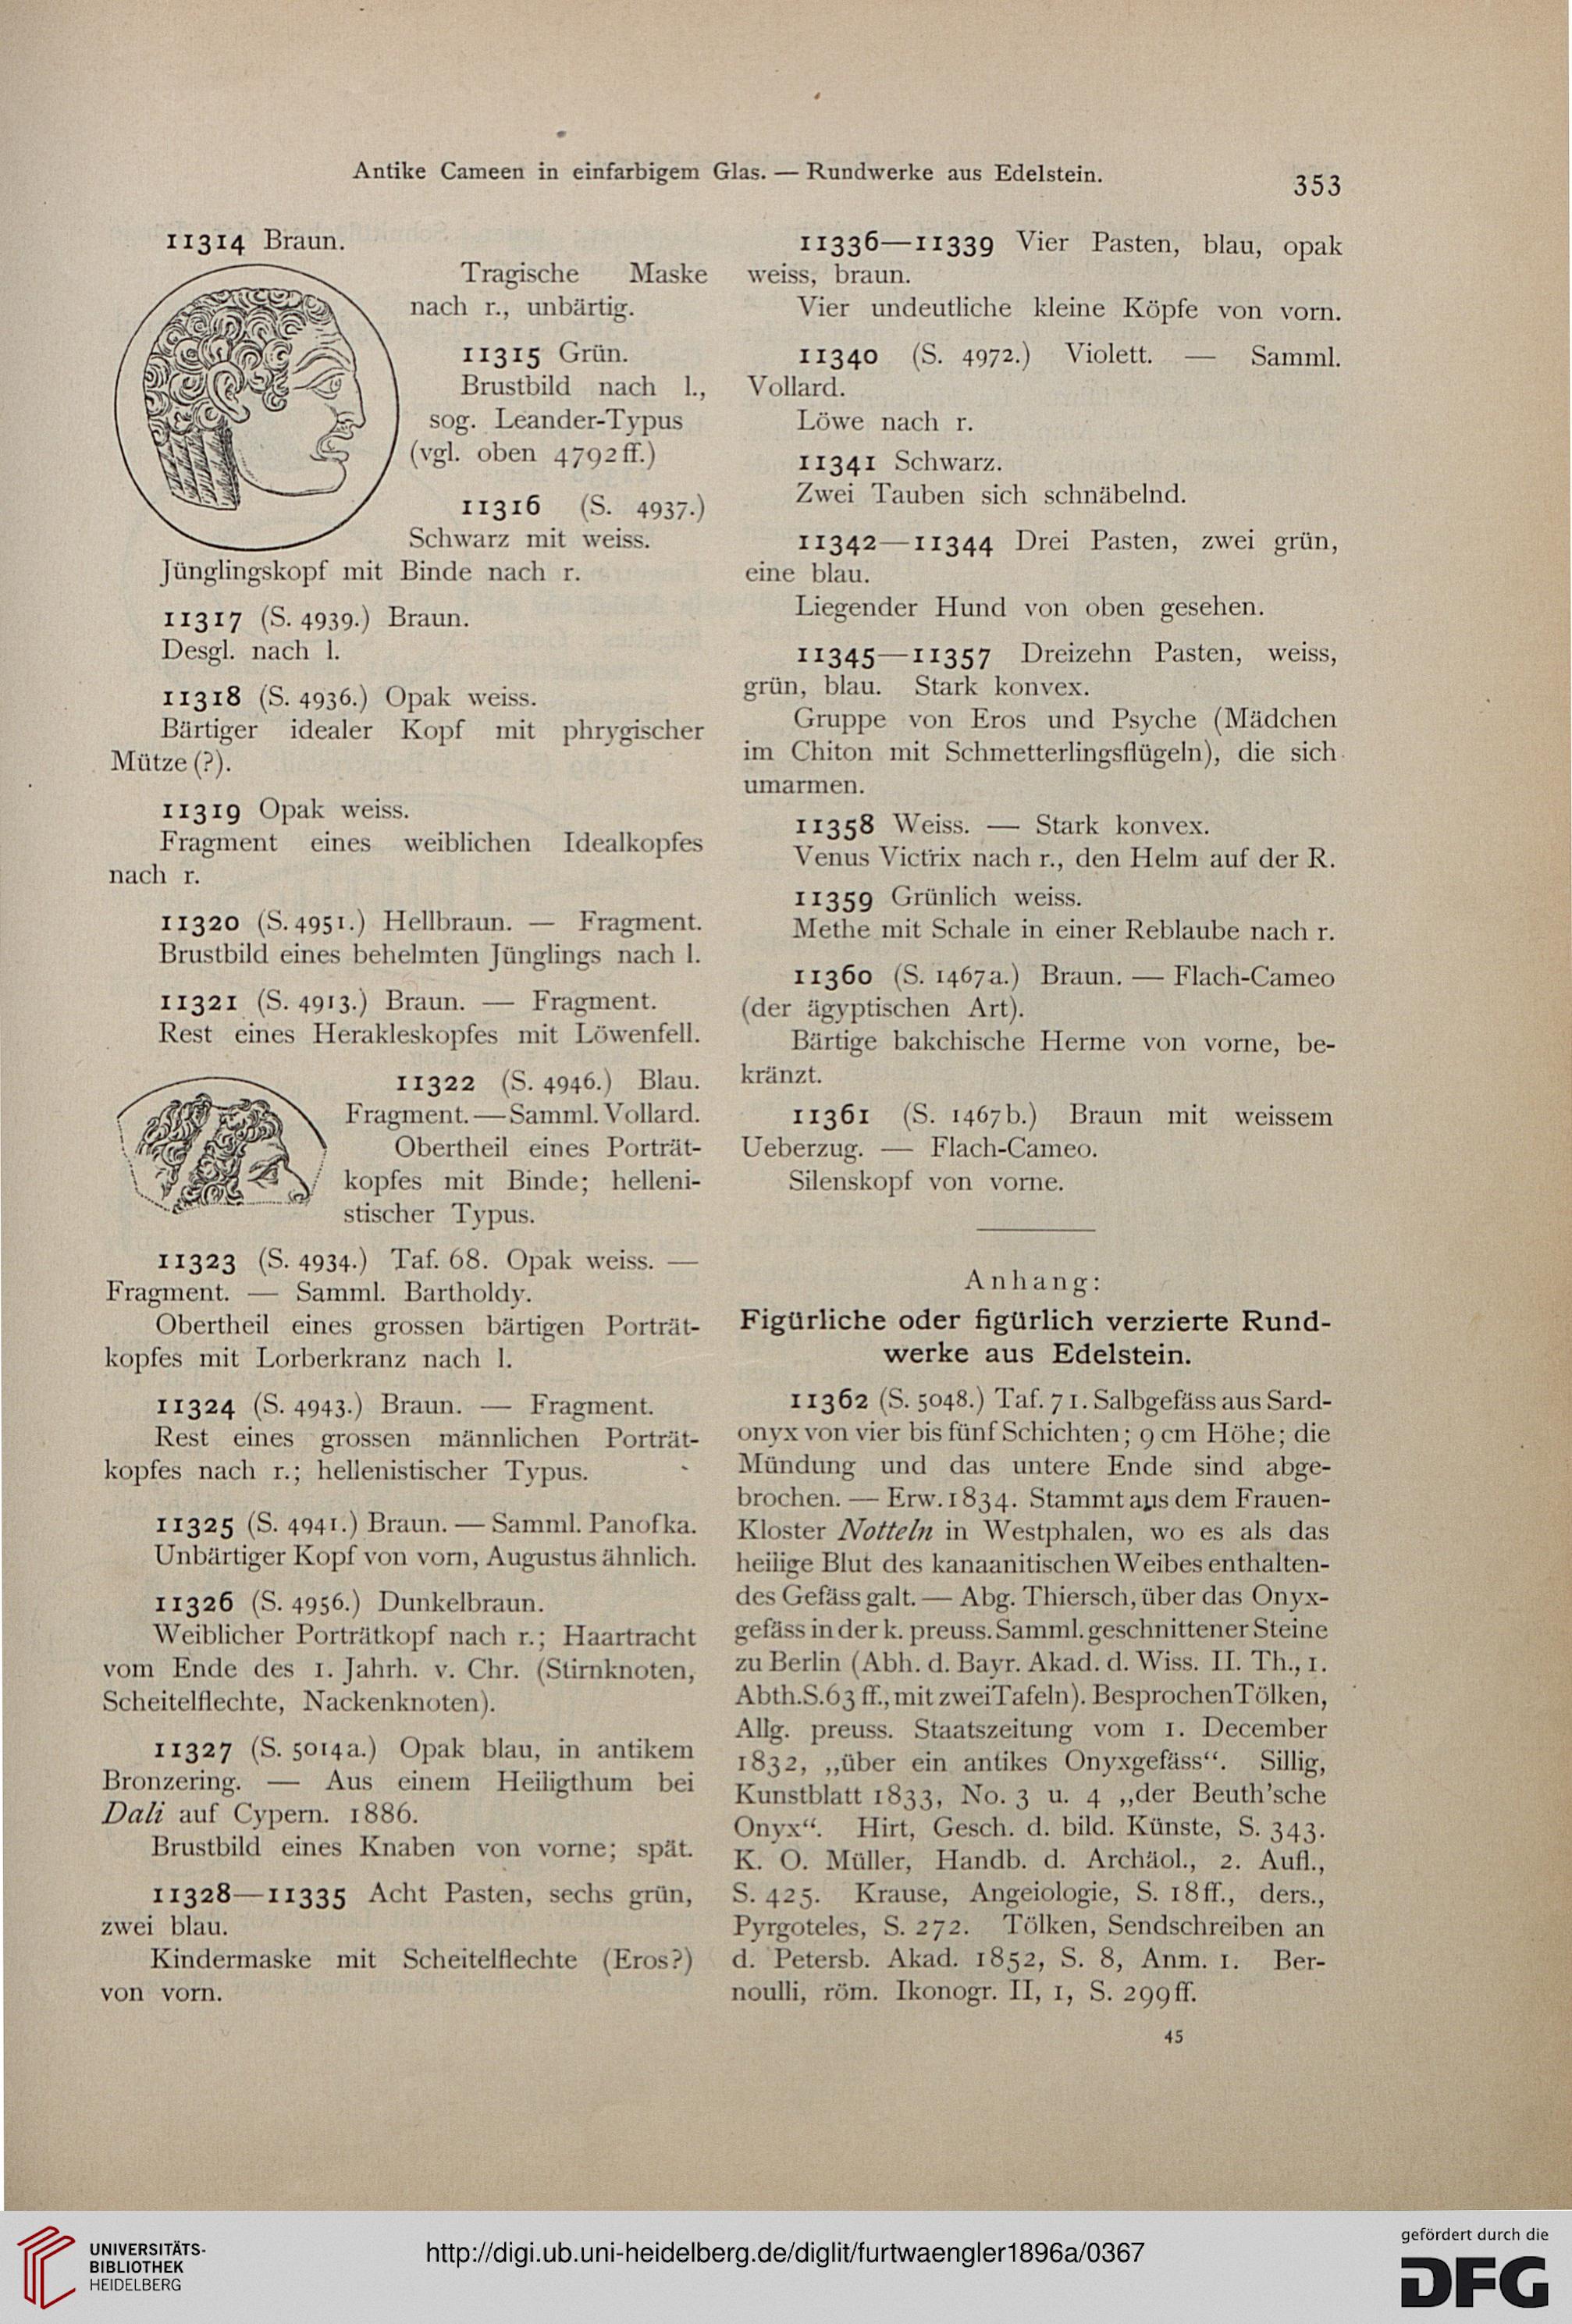 Antike Cameen in einfarbigem Glas. — Rundwerke aus Edelstein.
353
11314 Braun.
Tragische Maske
nach r., unbärtig.
11315 Grün.
Brustbild nach l.,
sog. Leander-Typus
(vgl. oben 4792 ff.)
11316 (S. 4937.)
Schwarz mit weiss.
Jünglingskopf mit Binde nach r.
11317 (S. 4939.) Braun.
Desgl. nach l.
11318 (S. 4936.) Opak weiss.
Bärtiger idealer Kopf mit phrygischer
Mütze (?).
11319 Opak weiss.
Fragment eines weiblichen Idealkopfes
nach r.
11320 (S. 4951.) Hellbraun. — Fragment.
Brustbild eines behelmten Jünglings nach l.
11321 (S. 4913.) Braun. — Fragment.
Rest eines Herakleskopfes mit Löwenfell.
11322 (S. 4946.) Blau.
Fragment. — Samml. Vollard.
Obertheil eines Porträt-
kopfes mit Binde; helleni-
stischer Typus.
11323 (S. 4934.) Taf. 68. Opak weiss. —
Fragment. — Samml. Bartholdy.
Obertheil eines grossen bärtigen Porträt-
kopfes mit Lorberkranz nach l.
11324 (S. 4943.) Braun. — Fragment.
Rest eines grossen männlichen Porträt-
kopfes nach r.; hellenistischer Typus.
11325 (S. 4941.) Braun. — Samml. Panofka.
Unbärtiger Kopf von vorn, Augustus ähnlich.
11326 (S. 4956.) Dunkelbraun.
Weiblicher Porträtkopf nach r.; Haartracht
vom Ende des 1. Jahrh. v. Chr. (Stirnknoten,
Scheitelflechte, Nackenknoten).
11327 (S. 5014a.) Opak blau, in antikem
Bronzering. — Aus einem Heiligthum bei
Dali auf Cypern. 1886.
Brustbild eines Knaben von vorne; spät.
11328—11335 Acht Pasten, sechs grün,
zwei blau.
Kindermaske mit Scheitelflechte (Eros?)
von vorn.
11336—11339 Vier Pasten, blau, opak
weiss, braun.
Vier undeutliche kleine Köpfe von vorn.
11340 (S. 4972.) Violett. — Samml.
Vollard.
Löwe nach r.
11341 Schwarz.
Zwei Tauben sich schnäbelnd.
11342—11344 Drei Pasten, zwei grün,
eine blau.
Liegender Hund von oben gesehen.
11345—11357 Dreizehn Pasten, weiss,
grün, blau. Stark konvex.
Gruppe von Eros und Psyche (Mädchen
im Chiton mit Schmetterlingsflügeln), die sich
umarmen.
11358 Weiss. — Stark konvex.
Venus Victrix nach r., den Helm auf der R.
11359 Grünlich weiss.
Methe mit Schale in einer Reblaube nach r.
11360 (S. 1467a.) Braun. — Flach-Cameo
(der ägyptischen Art).
Bärtige bakchische Herme von vorne, be-
kränzt.
11361 (S. 1467b.) Braun mit weissem
Ueberzug. — Flach-Cameo.
Silenskopf von vorne.
Anhang:
Figürliche oder figürlich verzierte Rund-
werke aus Edelstein.
11362 (S. 5048.) Taf. 71. Salbgefäss aus Sard-
onyx von vier bis fünf Schichten; 9 cm Höhe; die
Mündung und das untere Ende sind abge-
brochen. — Erw. 1834. Stammt aus dem Frauen-
Kloster Notteln in Westphalen, wo es als das
heilige Blut des kanaanitischen Weibes enthalten-
des Gefäss galt. — Abg. Thiersch, über das Onyx-
gefäss in der k. preuss. Samml. geschnittener Steine
zu Berlin (Abh. d. Bayr. Akad. d. Wiss. II. Th., 1.
Abth. S. 63 ff., mit zwei Tafeln). Besprochen Tölken,
Allg. preuss. Staatszeitung vom 1. December
1832, „über ein antikes Onyxgefäss“. Sillig,
Kunstblatt 1833, No. 3 u. 4 „der Beuth'sche
Onyx“. Hirt, Gesch. d. bild. Künste, S. 343.
K. O. Müller, Handb. d. Archäol., 2. Aufl.,
S. 425. Krause, Angeiologie, S. 18 ff., ders.,
Pyrgoteles, S. 272. Tölken, Sendschreiben an
d. Petersb. Akad. 1852, S. 8, Anm. 1. Ber-
noulli, röm. Ikonogr. II, 1, S. 299 ff.
45
UNIVERSITÄTS-
BIBLIOTHEK
HEIDELBERG
http://digi.ub.uni-heidelberg.de/diglit/furtwaengler1896a/0367
gefördert durch die
DFG